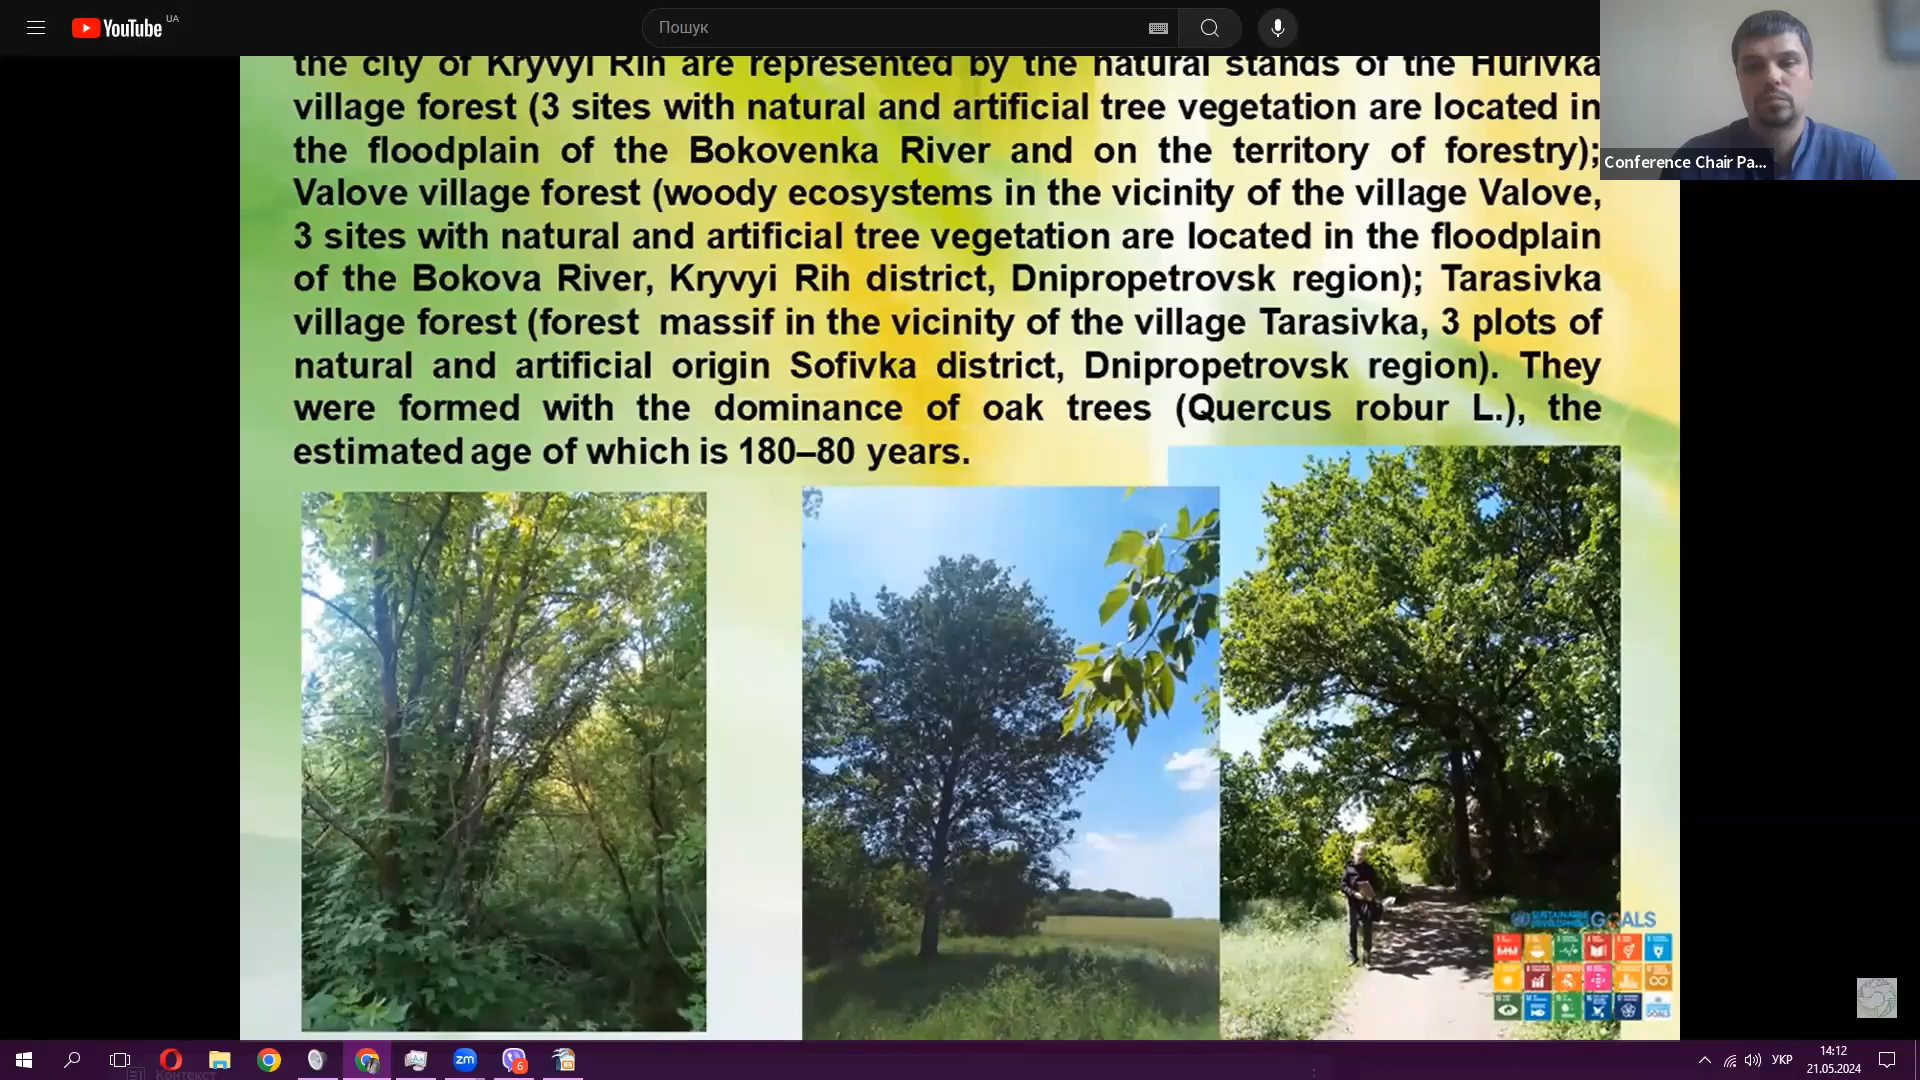 YouTube UA
Пошук
Conference Chair Pa...
the city of Kryvyi Rih are represented by the natural stands of the Hurivka
village forest (3 sites with natural and artificial tree vegetation are located in
the floodplain of the Bokovenka River and on the territory of forestry);
Valove village forest (woody ecosystems in the vicinity of the village Valove,
3 sites with natural and artificial tree vegetation are located in the floodplain
of the Bokova River, Kryvyi Rih district, Dnipropetrovsk region); Tarasivka
village forest (forest massif in the vicinity of the village Tarasivka, 3 plots of
natural and artificial origin Sofivka district, Dnipropetrovsk region). They
were formed with the dominance of oak trees (Quercus robur L.), the
estimated age of which is 180–80 years.
SUSTAINABLE
DEVELOPMENT GOALS
zm
6
УКР
14:12
21.05.2024
Контекст